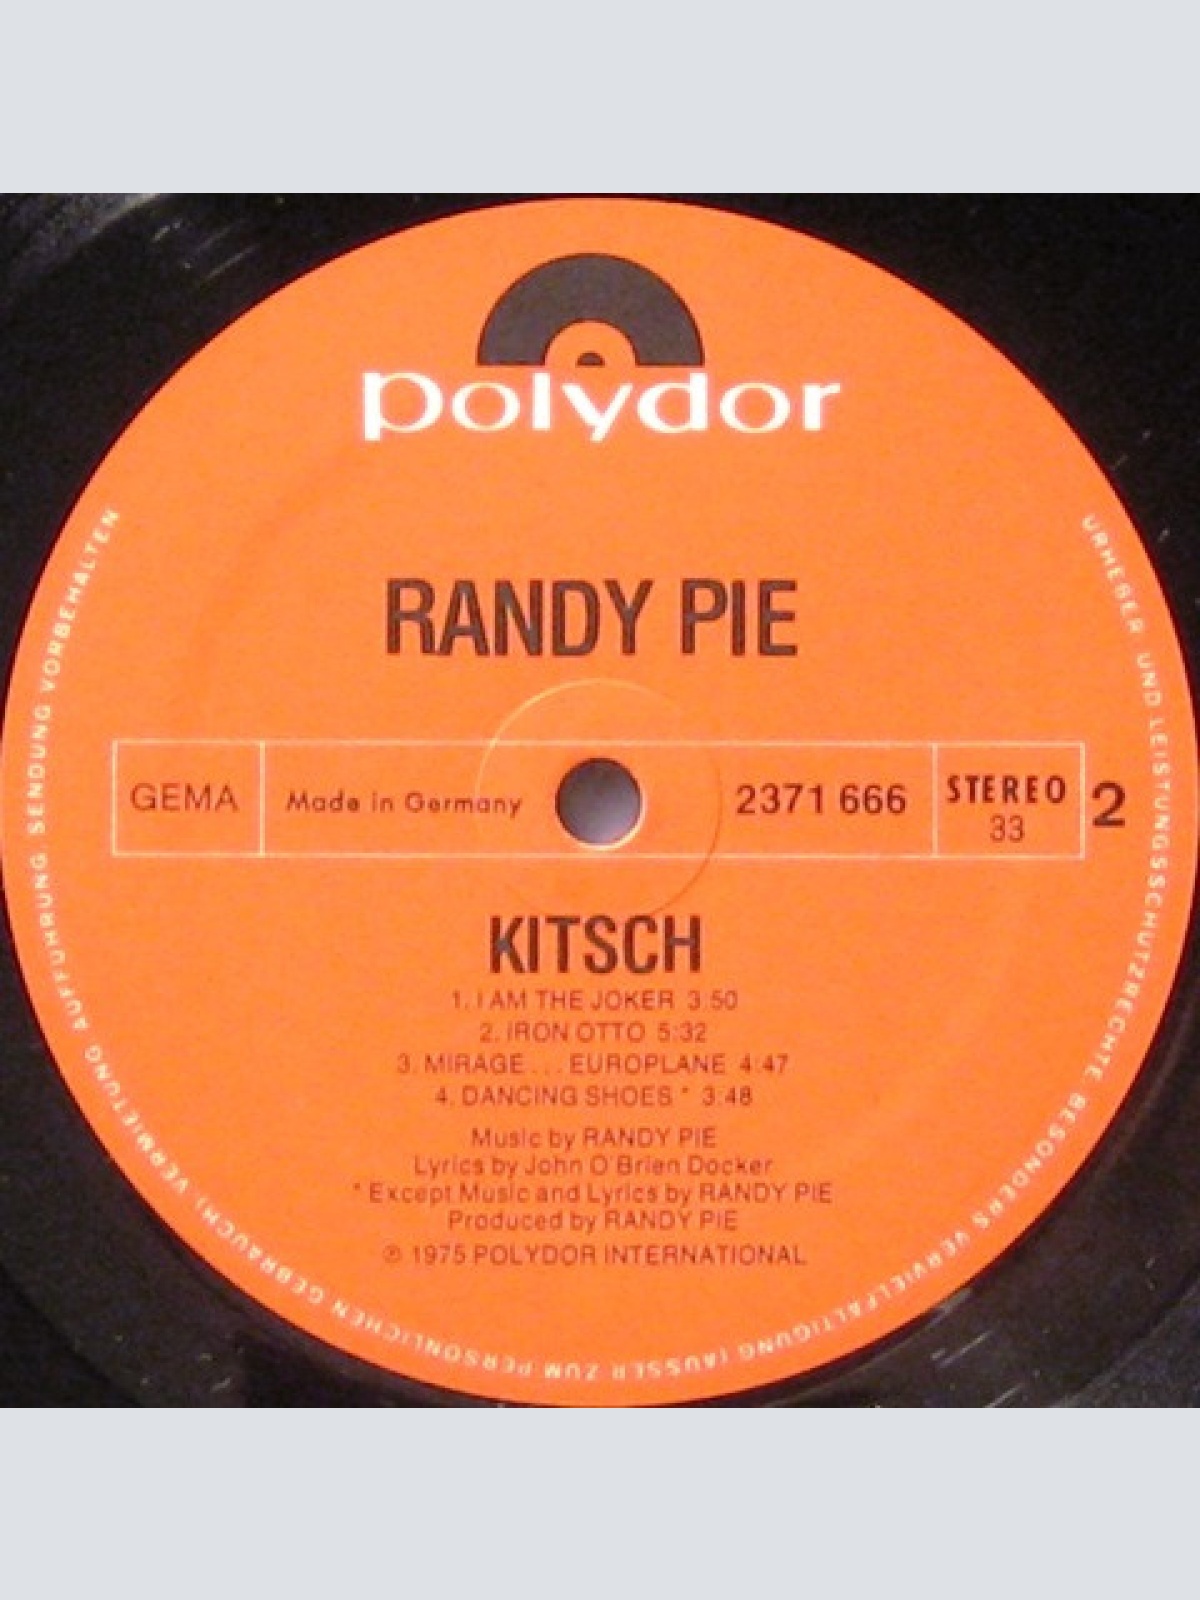 polydor
RANDY PIE
GEMA
Made in Germany
2371 666
STEREO
33
2
KITSCH
1. I AM THE JOKER 3:50
2. IRON OTTO 5:32
3. MIRAGE... EUROPLANE 4:47
4. DANCING SHOES * 3:48
Music by RANDY PIE
Lyrics by John O'Brien Docker
* Except Music and Lyrics by RANDY PIE
Produced by RANDY PIE
℗ 1975 POLYDOR INTERNATIONAL
URHEBER UND LEISTUNGSSCHUTZRECHTE BESONDERS VERVIELFÄLTIGUNG (AUSSER ZUM PERSÖNLICHEN GEBRAUCH), VERMIETUNG AUFFÜHRUNG, SENDUNG VORBEHALTEN